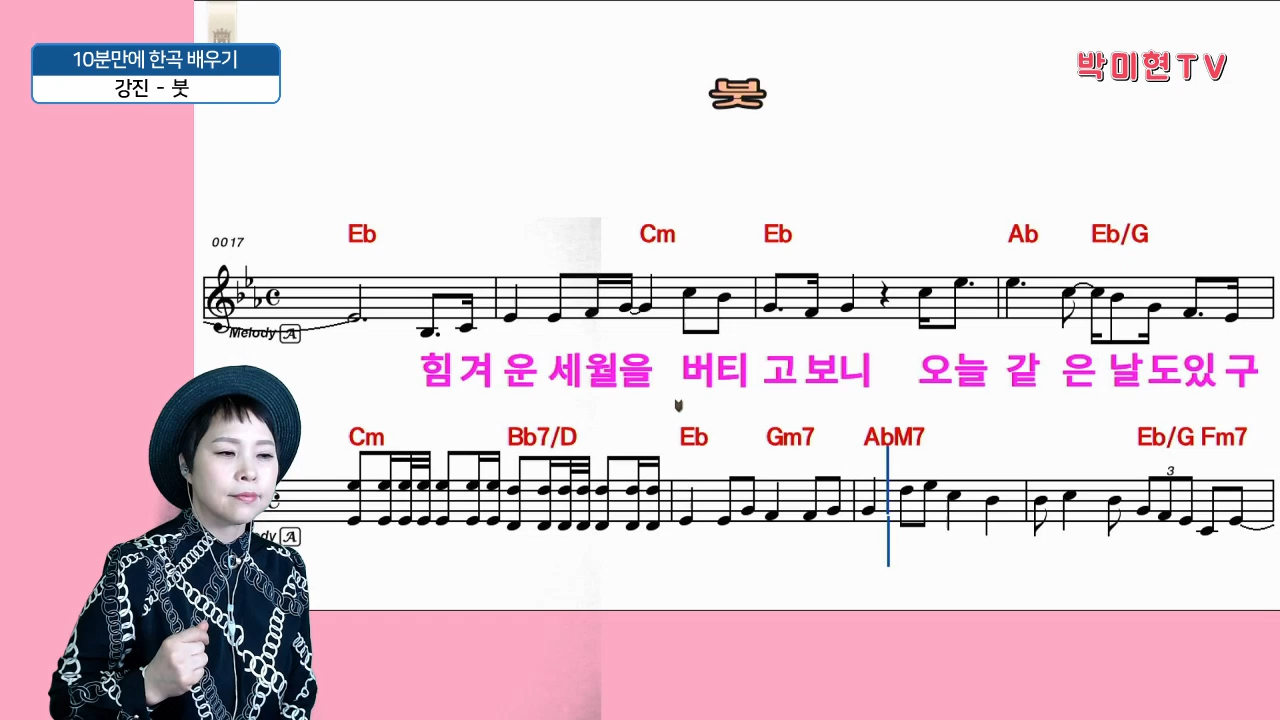 10분만에 한곡 배우기
강진 - 붓
박미현TV
붓
Eb Cm Eb Ab Eb/G
0017
Melody A
힘겨운 세월을 버티고 보니 오늘 같은 날도있구
Cm Bb7/D Eb Gm7 AbM7 Eb/G Fm7
3
dy A